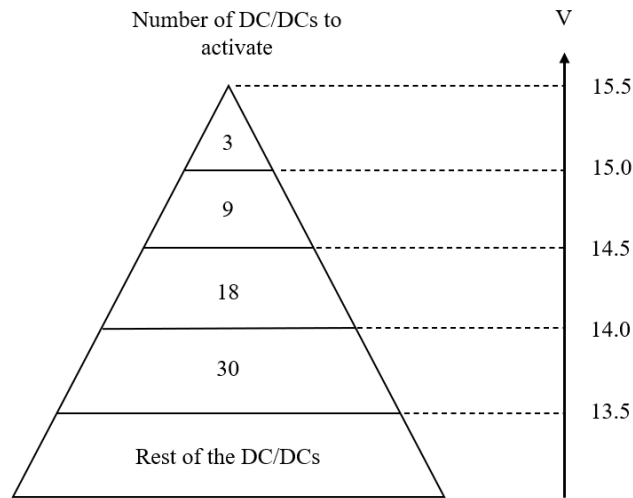 Number of DC/DCs to
activate
V
15.5
3
15.0
9
14.5
18
14.0
30
13.5
Rest of the DC/DCs